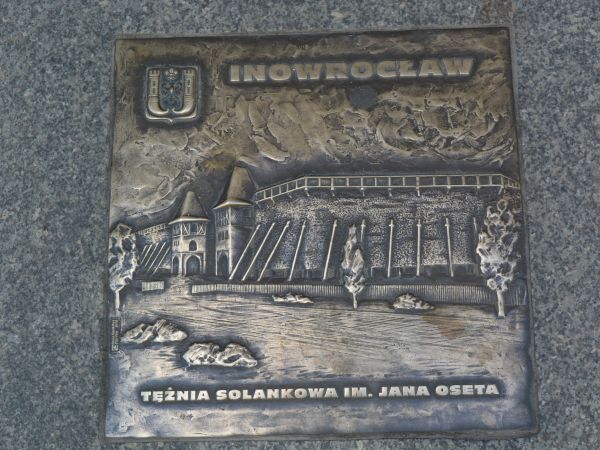 INOWROCŁAW
TĘŻNIA SOLANKOWA IM. JANA OSETA